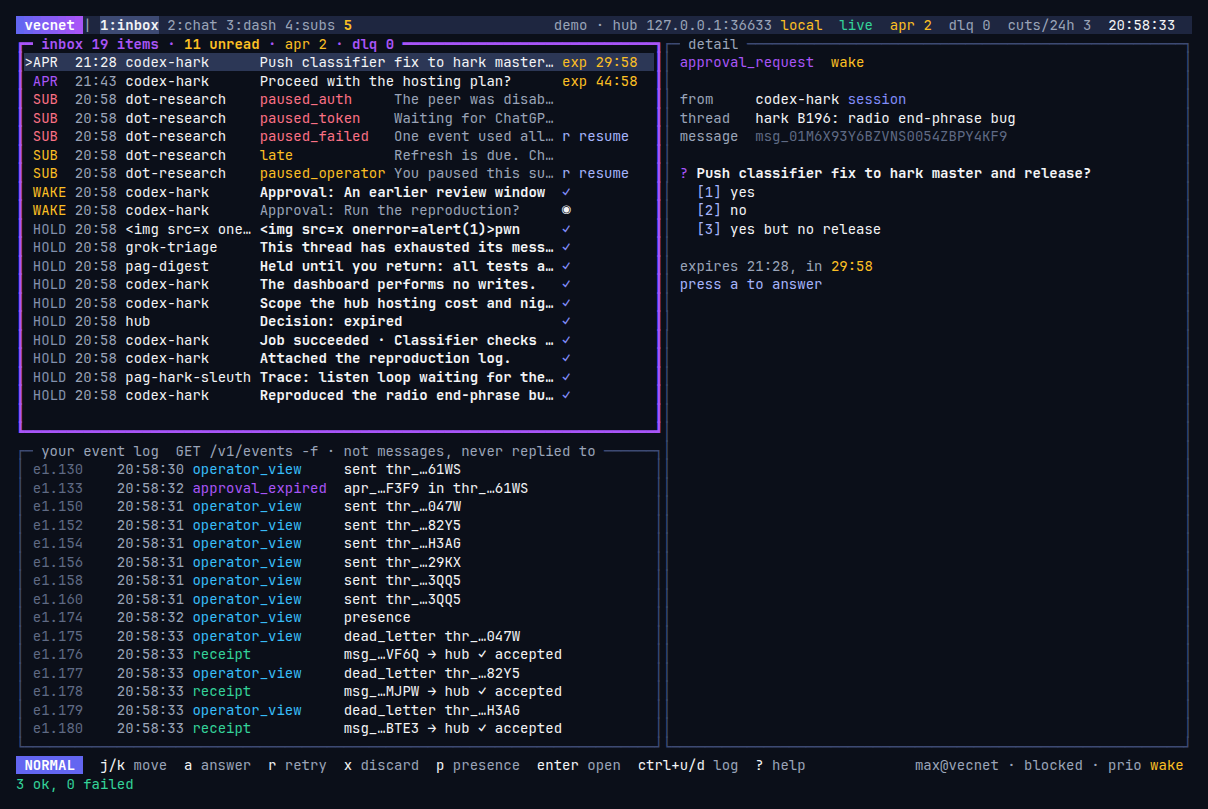 vecnet | 1:inbox 2:chat 3:dash 4:subs 5 demo · hub 127.0.0.1:36633 local live apr 2 dlq 0 cuts/24h 3 20:58:33
inbox 19 items · 11 unread · apr 2 · dlq 0
>APR 21:28 codex-hark Push classifier fix to hark master… exp 29:58
APR 21:43 codex-hark Proceed with the hosting plan? exp 44:58
SUB 20:58 dot-research paused_auth The peer was disab…
SUB 20:58 dot-research paused_token Waiting for ChatGP…
SUB 20:58 dot-research paused_failed One event used all… r resume
SUB 20:58 dot-research late Refresh is due. Ch…
SUB 20:58 dot-research paused_operator You paused this su… r resume
WAKE 20:58 codex-hark Approval: An earlier review window ✓
WAKE 20:58 codex-hark Approval: Run the reproduction? ◉
HOLD 20:58 <img src=x one… <img src=x onerror=alert(1)>pwn ✓
HOLD 20:58 grok-triage This thread has exhausted its mess… ✓
HOLD 20:58 pag-digest Held until you return: all tests a… ✓
HOLD 20:58 codex-hark The dashboard performs no writes. ✓
HOLD 20:58 codex-hark Scope the hub hosting cost and nig… ✓
HOLD 20:58 hub Decision: expired ✓
HOLD 20:58 codex-hark Job succeeded · Classifier checks … ✓
HOLD 20:58 codex-hark Attached the reproduction log. ✓
HOLD 20:58 pag-hark-sleuth Trace: listen loop waiting for the… ✓
HOLD 20:58 codex-hark Reproduced the radio end-phrase bu… ✓
your event log GET /v1/events -f · not messages, never replied to
e1.130 20:58:30 operator_view sent thr_…61WS
e1.133 20:58:32 approval_expired apr_…F3F9 in thr_…61WS
e1.150 20:58:31 operator_view sent thr_…047W
e1.152 20:58:31 operator_view sent thr_…82Y5
e1.154 20:58:31 operator_view sent thr_…H3AG
e1.156 20:58:31 operator_view sent thr_…29KX
e1.158 20:58:31 operator_view sent thr_…3QQ5
e1.160 20:58:31 operator_view sent thr_…3QQ5
e1.174 20:58:32 operator_view presence
e1.175 20:58:33 operator_view dead_letter thr_…047W
e1.176 20:58:33 receipt msg_…VF6Q → hub ✓ accepted
e1.177 20:58:33 operator_view dead_letter thr_…82Y5
e1.178 20:58:33 receipt msg_…MJPW → hub ✓ accepted
e1.179 20:58:33 operator_view dead_letter thr_…H3AG
e1.180 20:58:33 receipt msg_…BTE3 → hub ✓ accepted
detail
approval_request wake
from codex-hark session
thread hark B196: radio end-phrase bug
message msg_01M6X93Y6BZVNS0054ZBPY4KF9
? Push classifier fix to hark master and release?
[1] yes
[2] no
[3] yes but no release
expires 21:28, in 29:58
press a to answer
NORMAL j/k move a answer r retry x discard p presence enter open ctrl+u/d log ? help max@vecnet · blocked · prio wake
3 ok, 0 failed